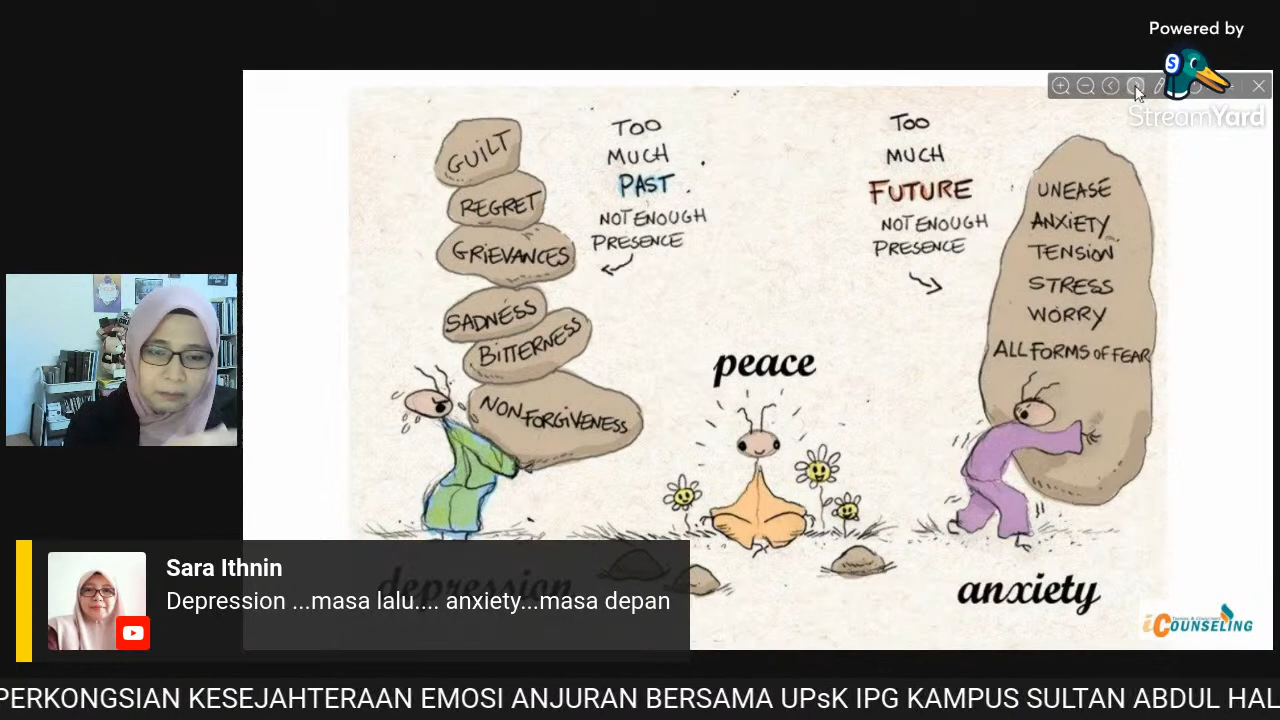 Powered by
StreamYard
GUILT
REGRET
GRIEVANCES
SADNESS
BITTERNESS
NON FORGIVENESS
TOO
MUCH
PAST
NOT ENOUGH
PRESENCE
depression
peace
TOO
MUCH
FUTURE
NOT ENOUGH
PRESENCE
UNEASE
ANXIETY
TENSION
STRESS
WORRY
ALL FORMS OF FEAR
anxiety
iCOUNSELING
Sara Ithnin
Depression ...masa lalu.... anxiety...masa depan
PERKONGSIAN KESEJAHTERAAN EMOSI ANJURAN BERSAMA UPsK IPG KAMPUS SULTAN ABDUL HAL